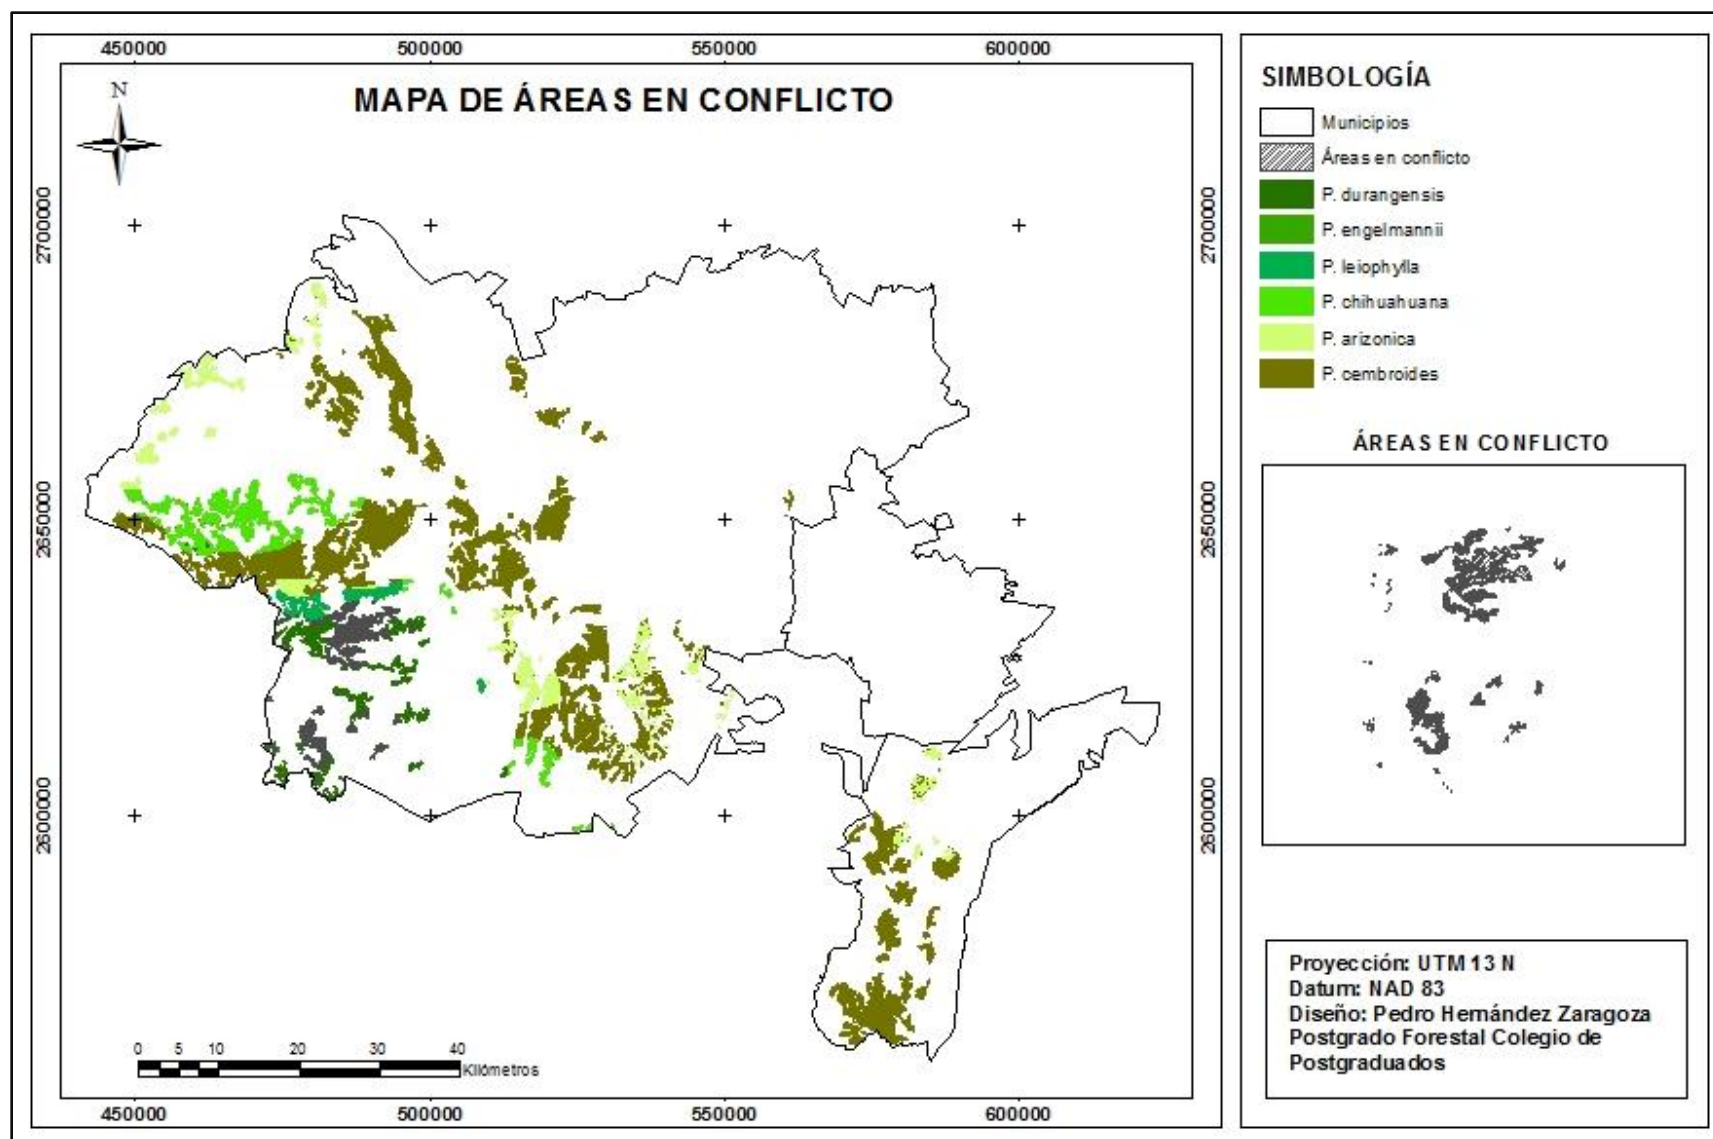 450000 500000 550000 600000
MAPA DE ÁREAS EN CONFLICTO
N
2700000
2650000
2600000
2700000
2650000
2600000
0 5 10 20 30 40
Kilómetros
450000 500000 550000 600000
SIMBOLOGÍA
Municipios
Áreas en conflicto
P. durangensis
P. engelmannii
P. leiophylla
P. chihuahuana
P. arizonica
P. cembroides
ÁREAS EN CONFLICTO
Proyección: UTM 13 N
Datum: NAD 83
Diseño: Pedro Hernández Zaragoza
Postgrado Forestal Colegio de
Postgraduados